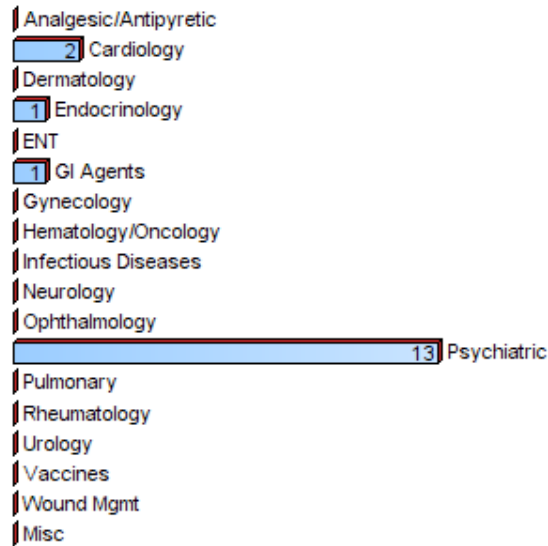 Analgesic/Antipyretic
2 Cardiology
Dermatology
1 Endocrinology
ENT
1 GI Agents
Gynecology
Hematology/Oncology
Infectious Diseases
Neurology
Ophthalmology
13 Psychiatric
Pulmonary
Rheumatology
Urology
Vaccines
Wound Mgmt
Misc